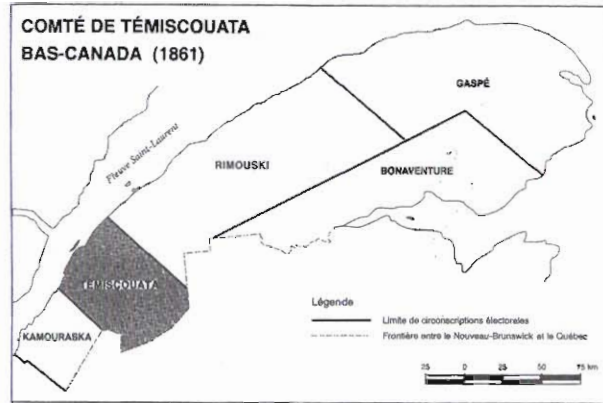 COMTÉ DE TÉMISCOUATA
BAS-CANADA (1861)
GASPÉ
Fleuve Saint-Laurent
RIMOUSKI
BONAVENTURE
TÉMISCOUATA
KAMOURASKA
Légende
Limite de circonscriptions électorales
Frontière entre le Nouveau-Brunswick et le Québec
25 0 25 50 75 km